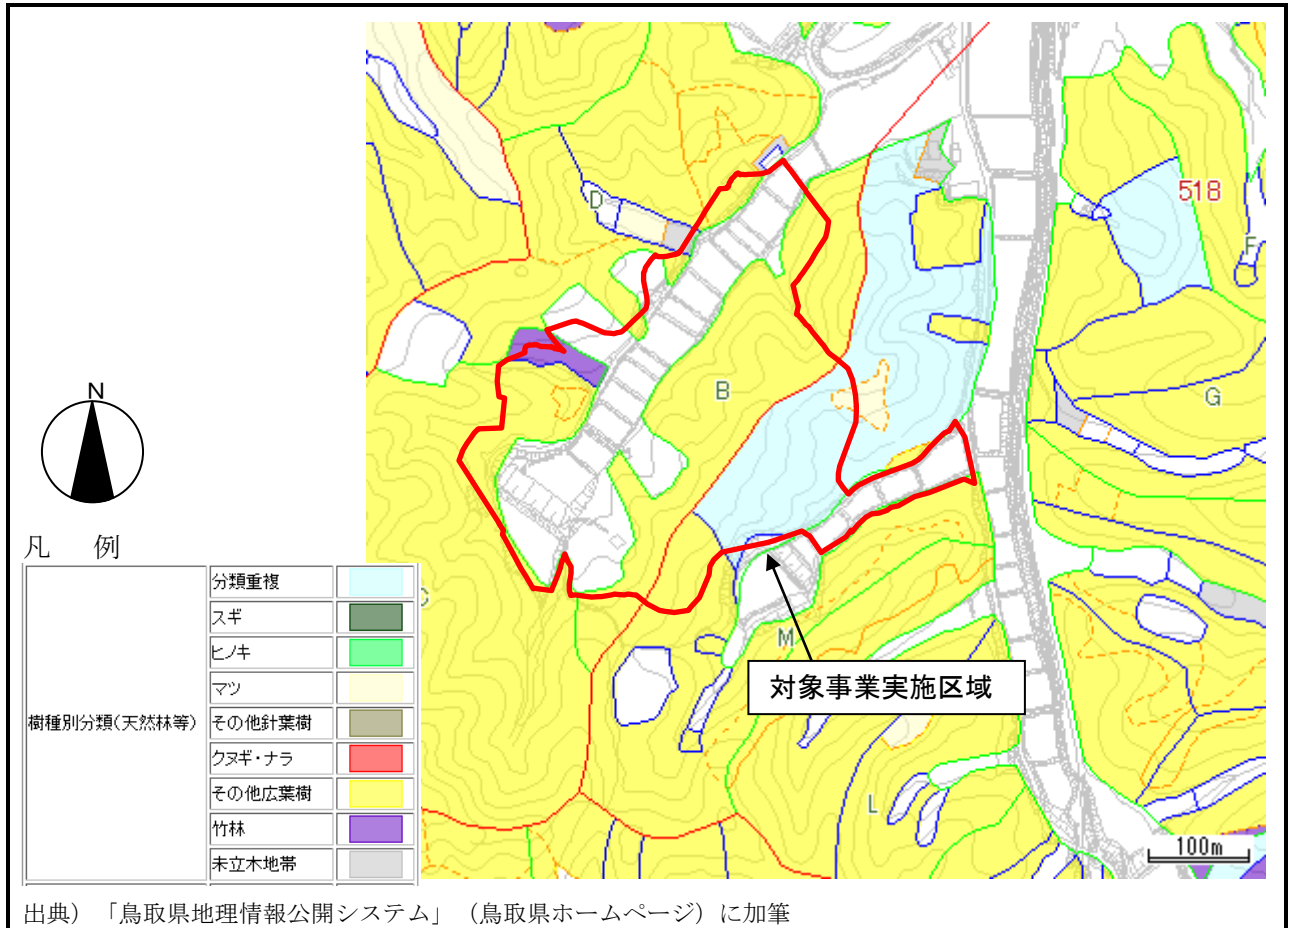 518
D
F
B
G
N
凡 例
分類重複
スギ
ヒノキ
マツ
樹種別分類(天然林等)
その他針葉樹
クヌギ・ナラ
その他広葉樹
竹林
未立木地帯
C
M
対象事業実施区域
L
100m
出典）「鳥取県地理情報公開システム」（鳥取県ホームページ）に加筆